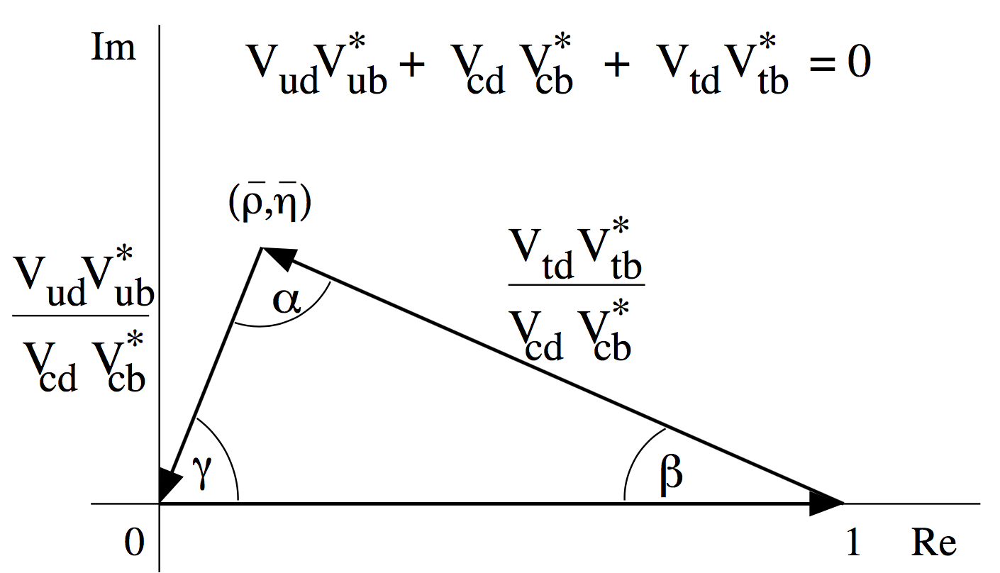 Im
V_ud V*_ub + V_cd V*_cb + V_td V*_tb = 0
(ρ̄,η̄)
V_td V*_tb
V_cd V*_cb
V_ud V*_ub
V_cd V*_cb
α
γ
β
0
1
Re